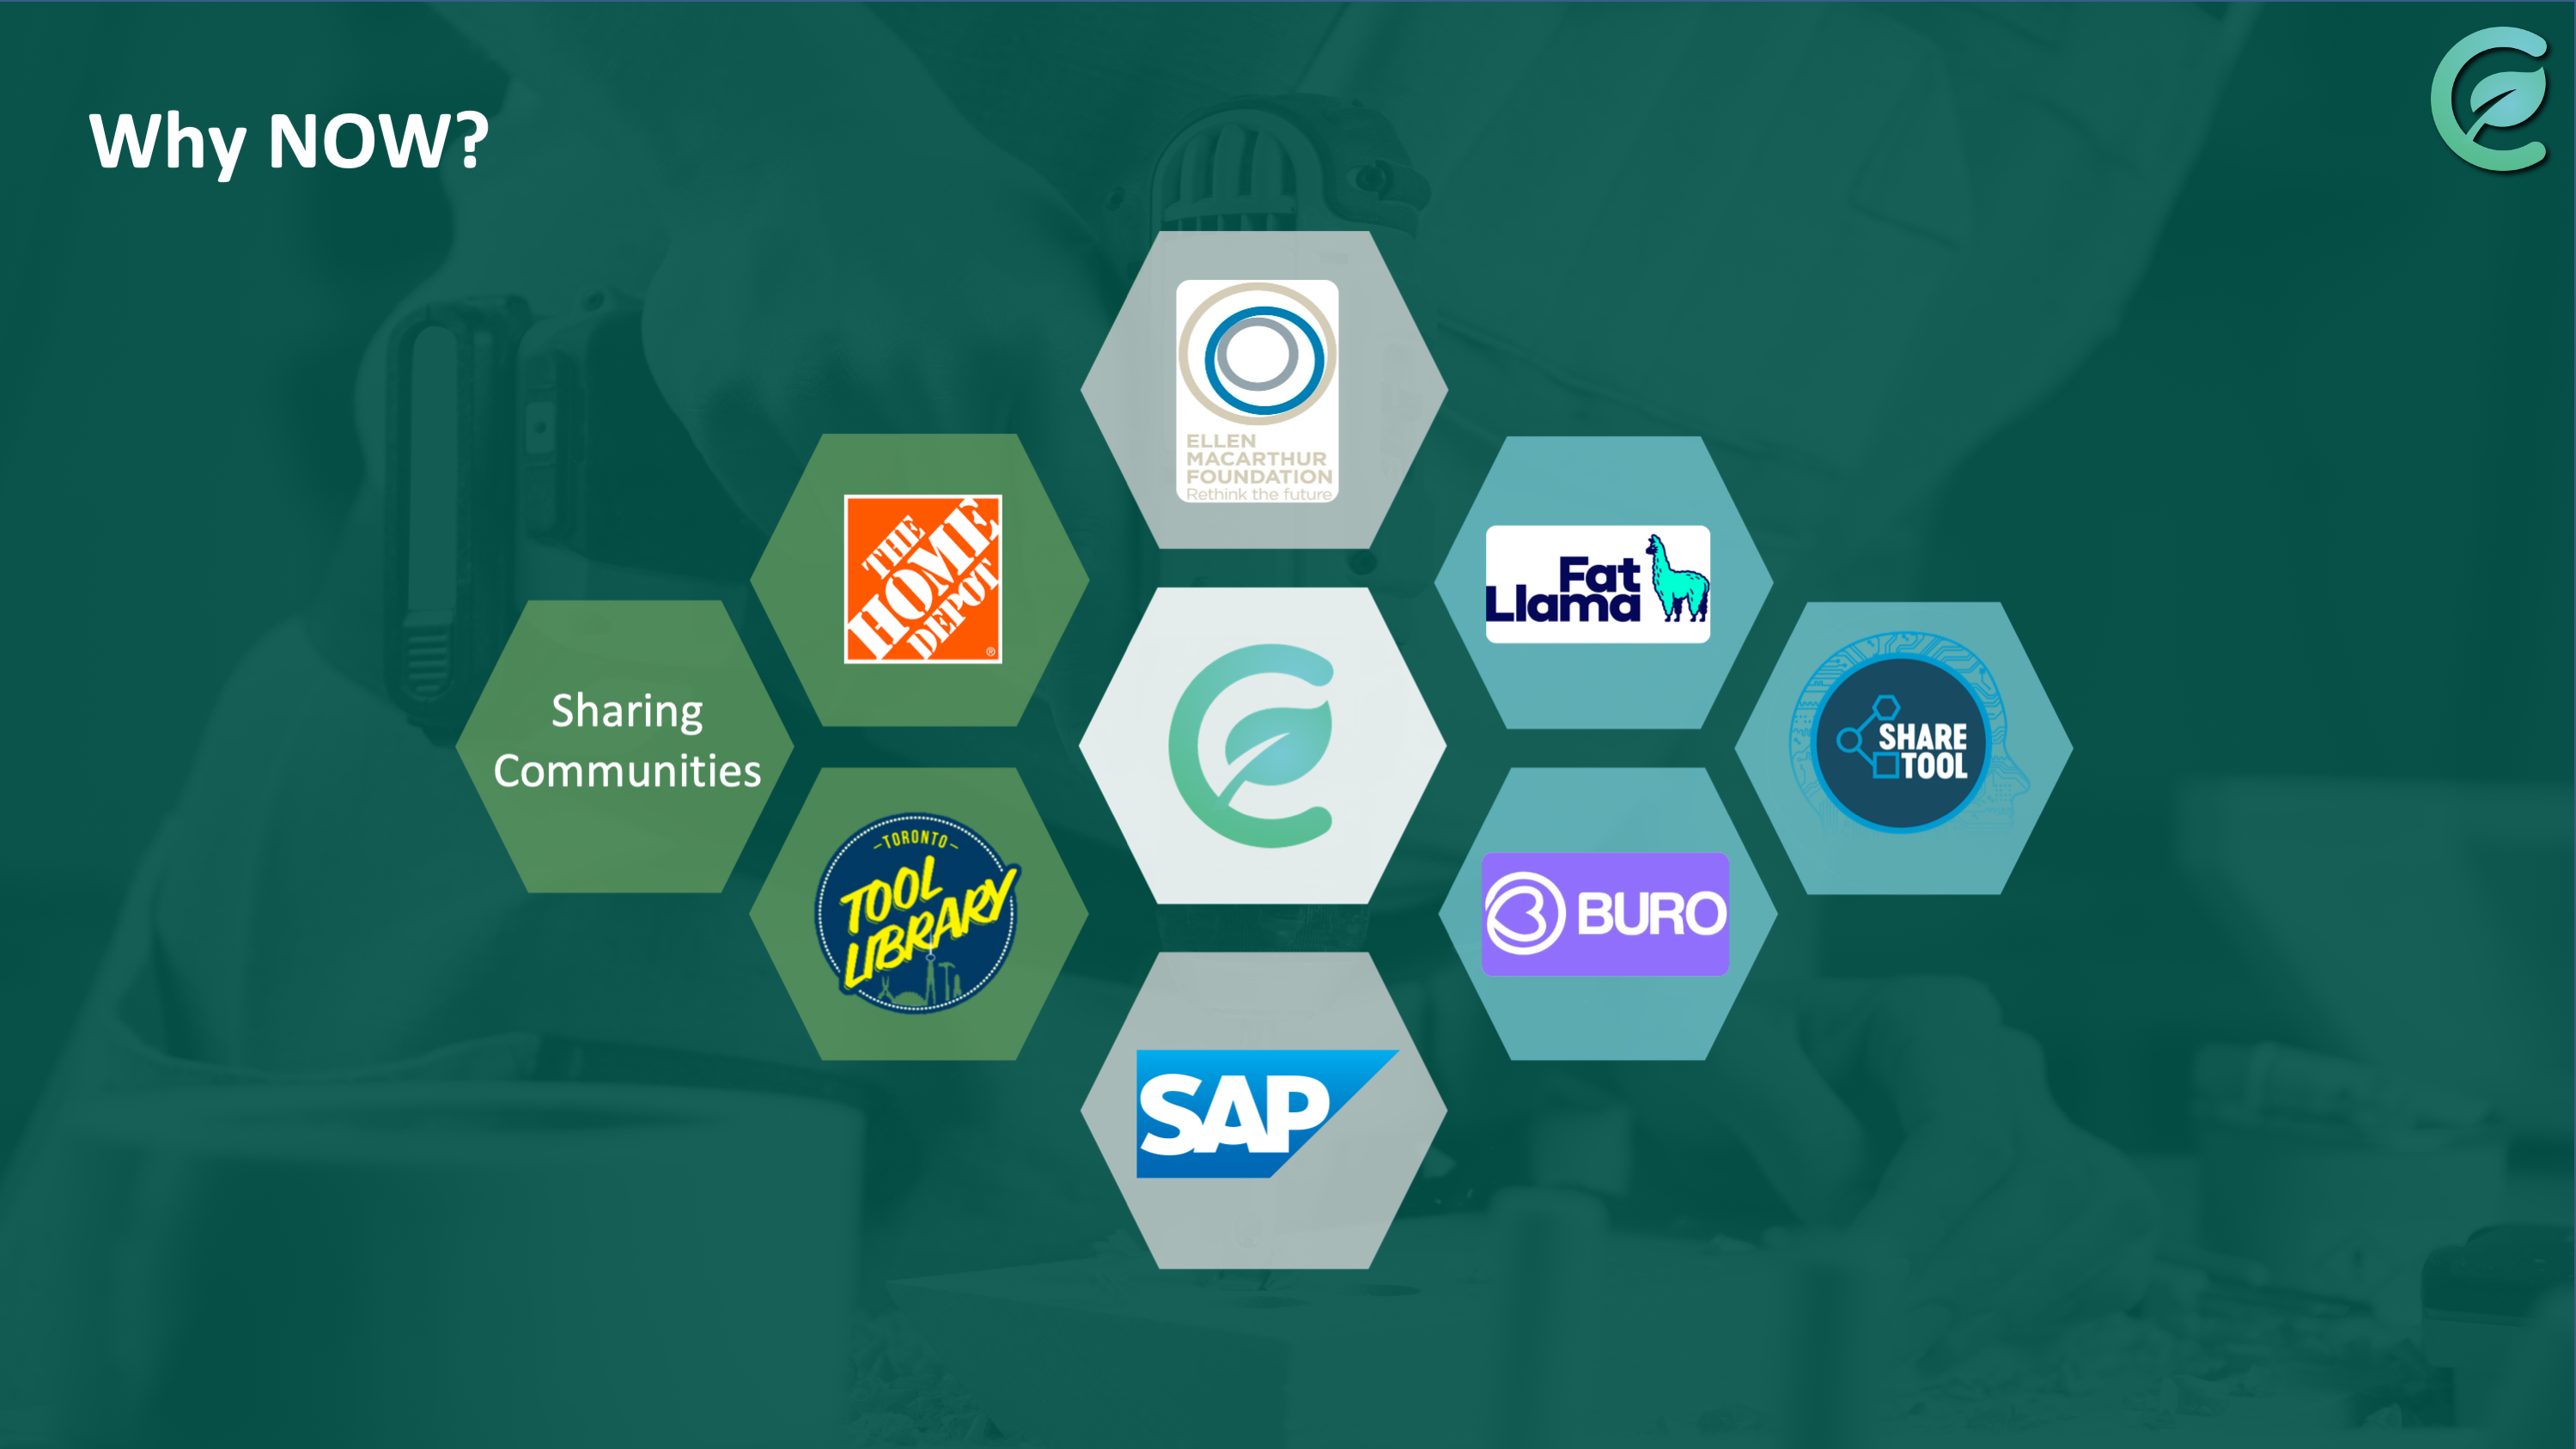 Why NOW?
ELLEN
MACARTHUR
FOUNDATION
Rethink the future
THE
HOME
DEPOT
®
Fat
Llama
Sharing
Communities
SHARE
TOOL
TORONTO
TOOL
LIBRARY
BURO
SAP